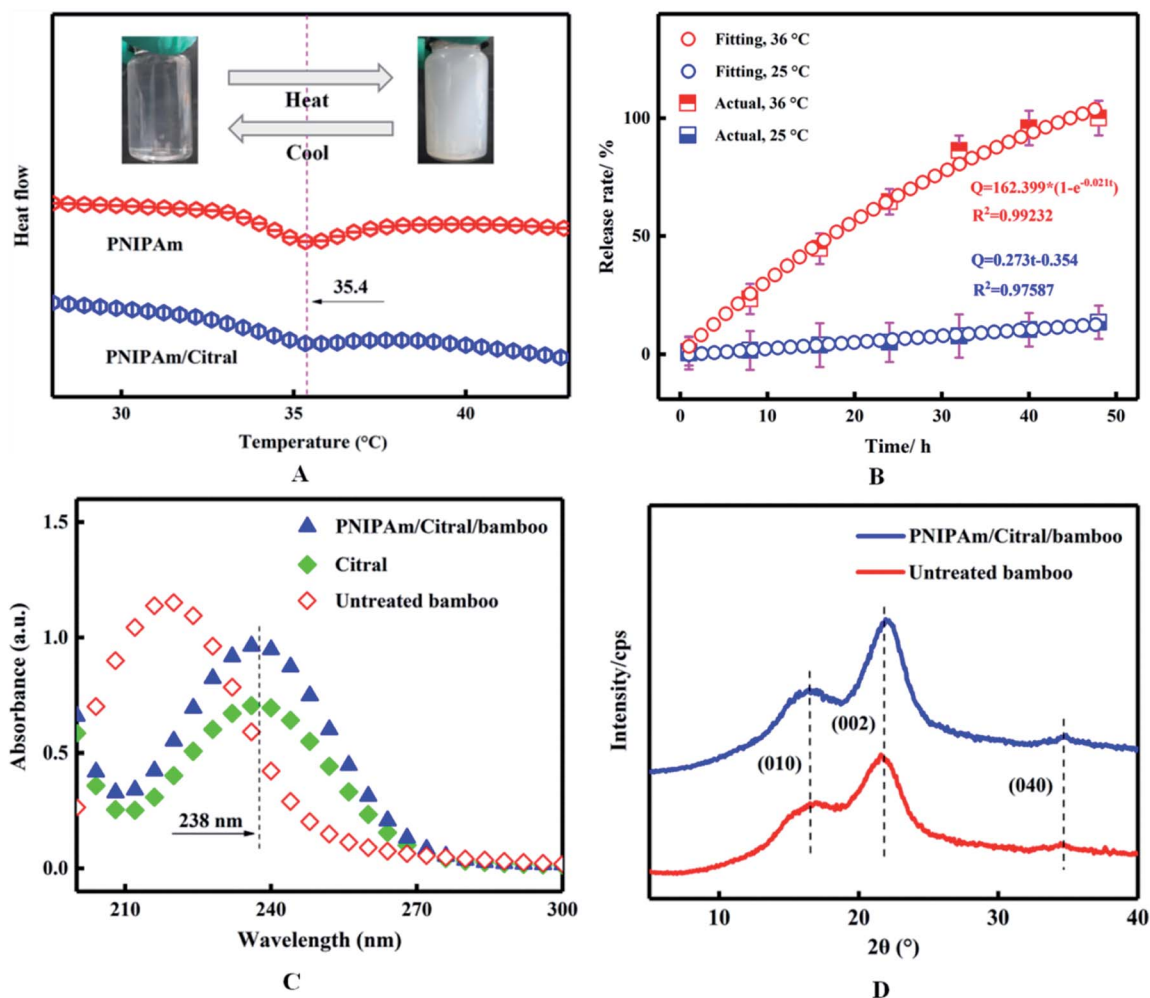 Heat flow
Heat
Cool
PNIPAm
35.4
PNIPAm/Citral
30
35
40
Temperature (°C)
A
Release rate/ %
100
50
0
Fitting, 36 °C
Fitting, 25 °C
Actual, 36 °C
Actual, 25 °C
Q=162.399*(1-e^-0.021t)
R²=0.99232
Q=0.273t-0.354
R²=0.97587
0
10
20
30
40
50
Time/ h
B
Absorbance (a.u.)
1.5
1.0
0.5
0.0
PNIPAm/Citral/bamboo
Citral
Untreated bamboo
238 nm
210
240
270
300
Wavelength (nm)
C
Intensity/cps
PNIPAm/Citral/bamboo
Untreated bamboo
(002)
(010)
(040)
10
20
30
40
2θ (°)
D